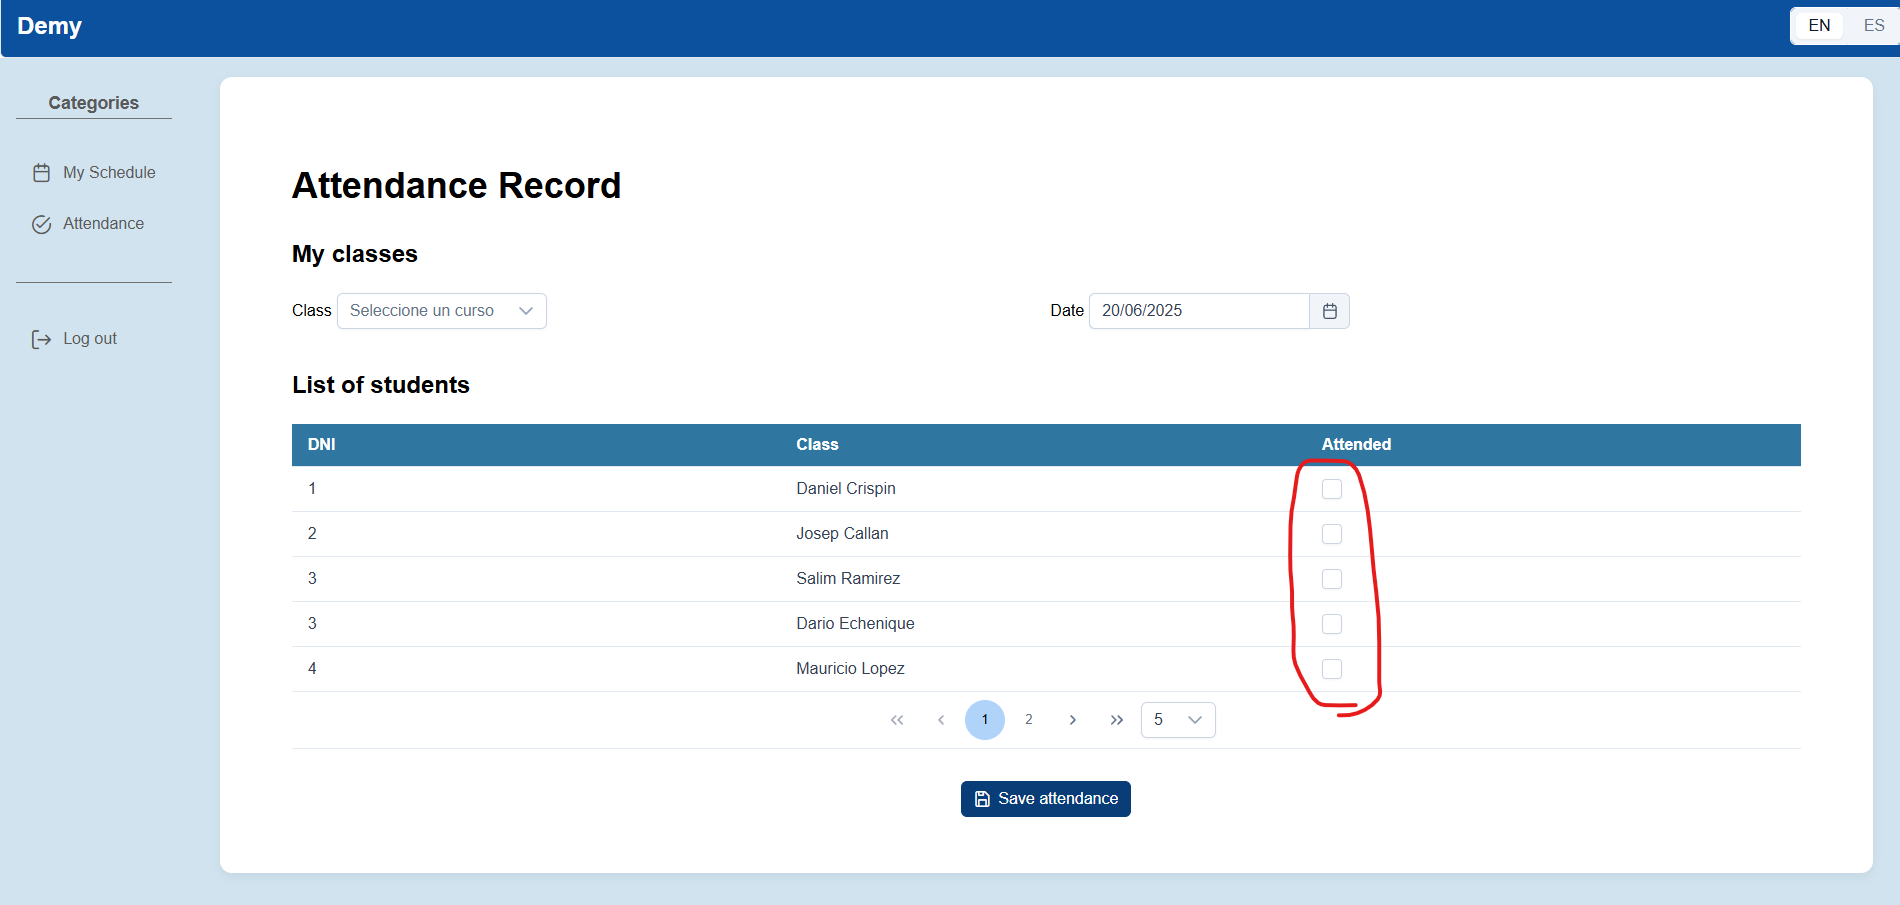 Demy
EN ES
Categories
My Schedule
Attendance
Log out
Attendance Record
My classes
Class Seleccione un curso Date 20/06/2025
List of students
DNI Class Attended
1 Daniel Crispin
2 Josep Callan
3 Salim Ramirez
3 Dario Echenique
4 Mauricio Lopez
« ‹ 1 2 › » 5
Save attendance